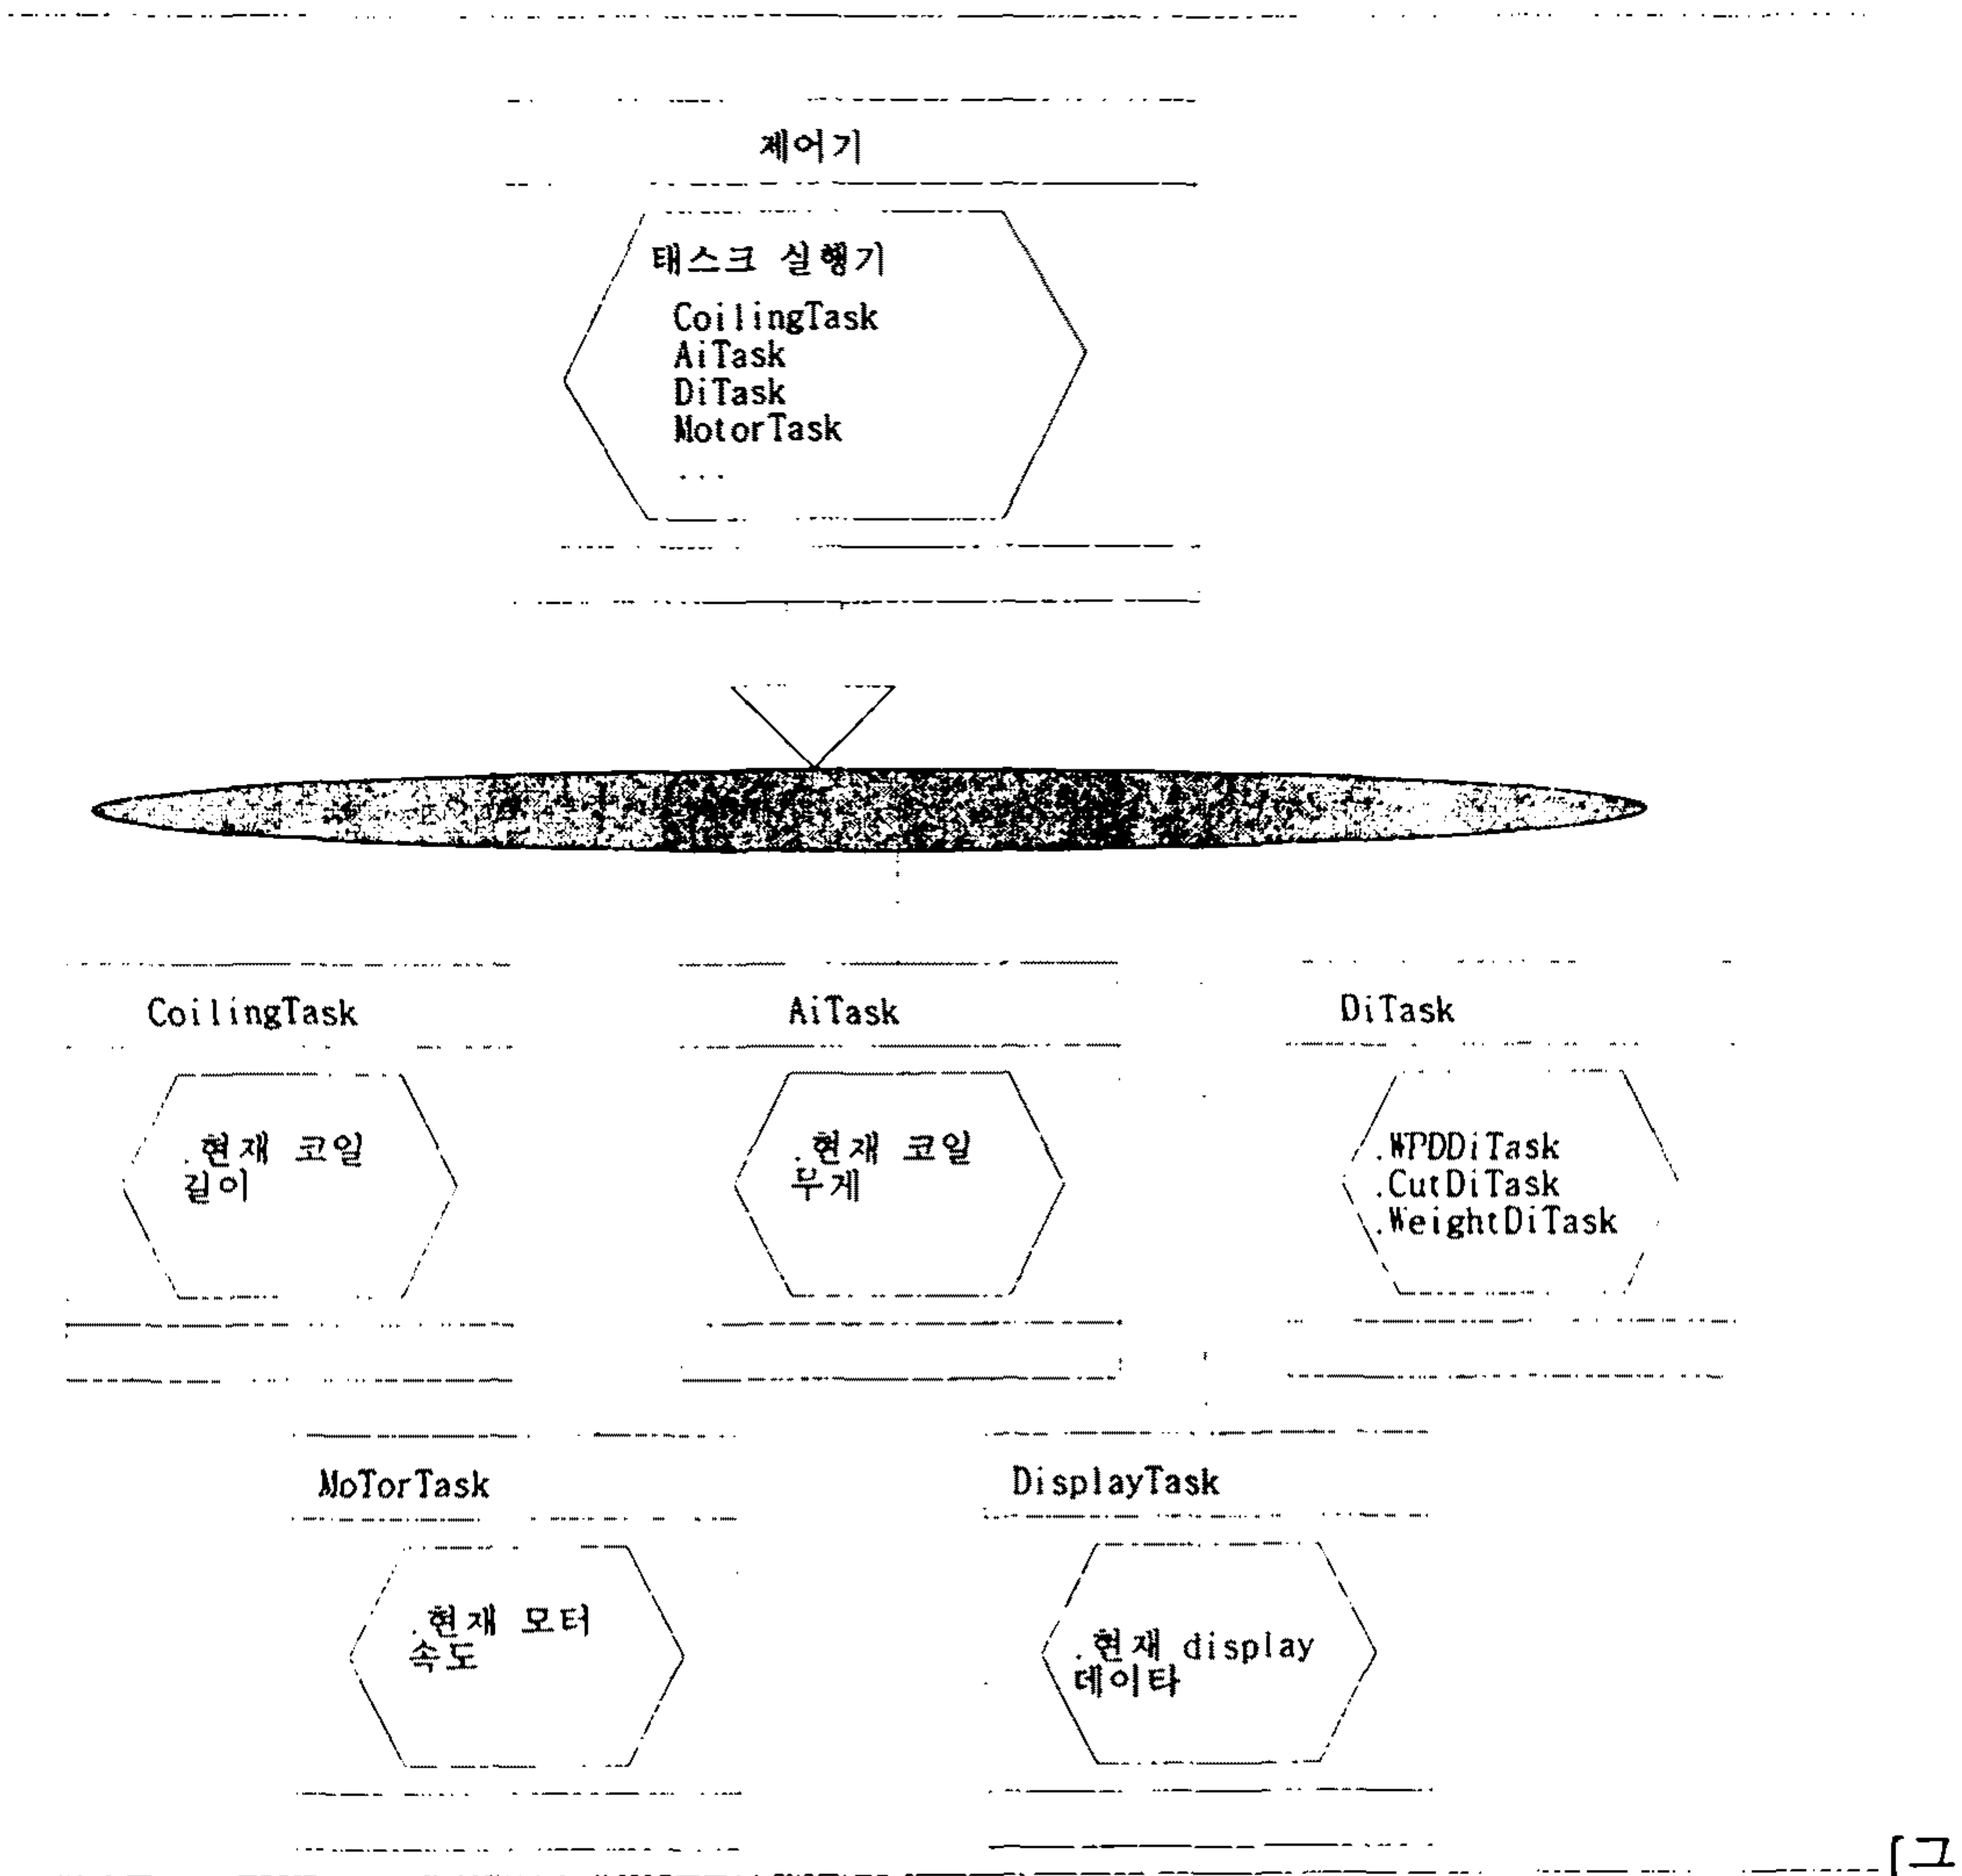 제어기
태스크 실행기
CoilingTask
AiTask
DiTask
MotorTask
...
CoilingTask
AiTask
DiTask
.현재 코일
길이
.현재 코일
무게
.WPDDiTask
.CutDiTask
.WeightDiTask
MoTorTask
DisplayTask
.현재 모터
속도
.현재 display
데이타
[그